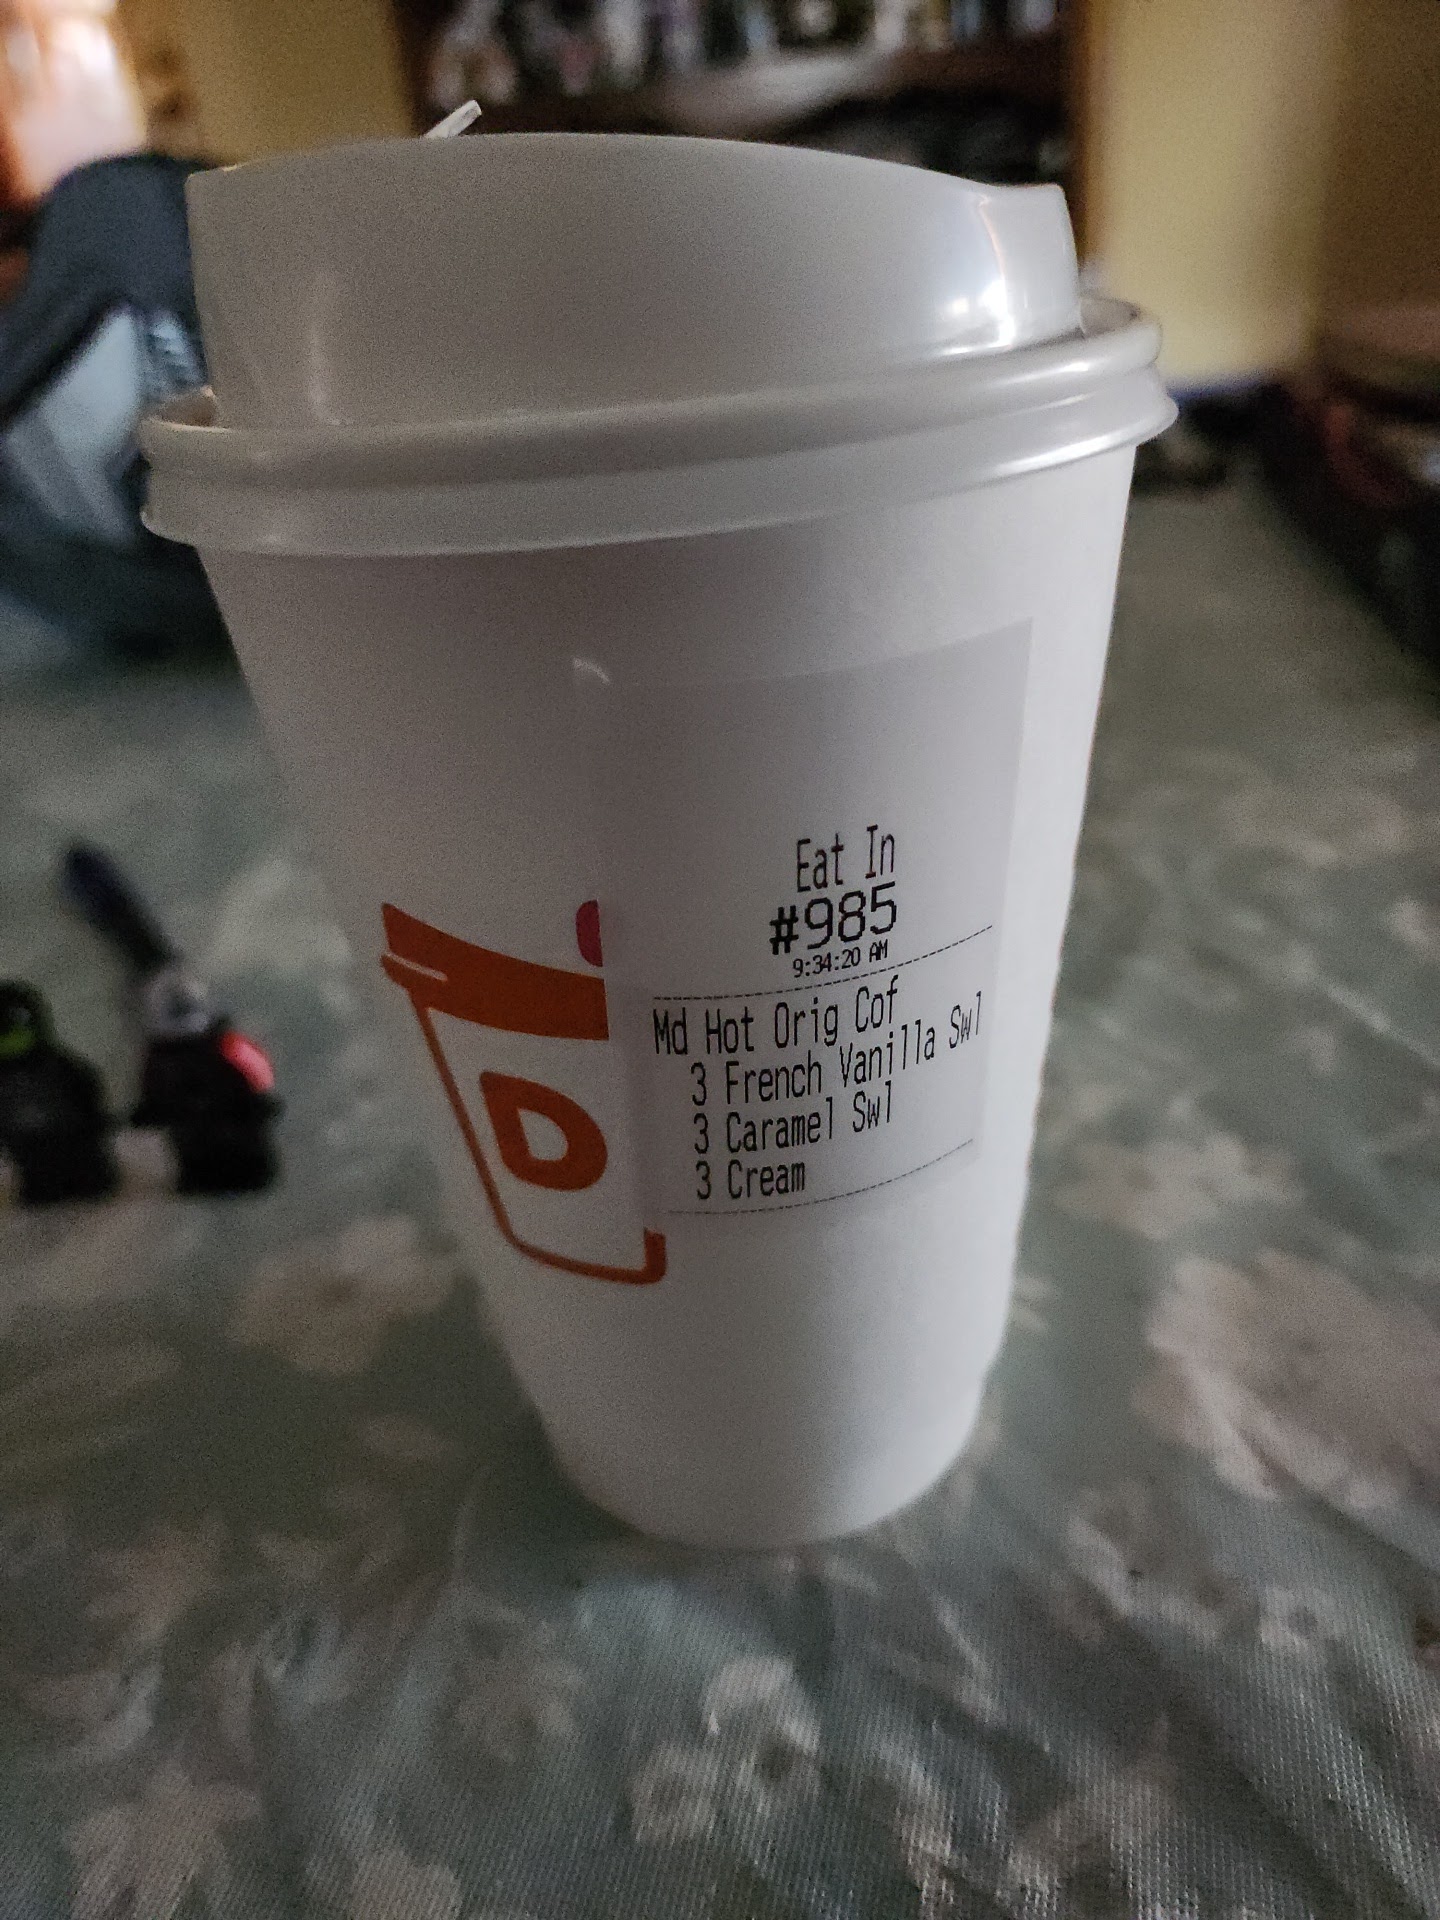 Eat In
#985
9:34:20 AM
Md Hot Orig Cof
3 French Vanilla Swl
3 Caramel Swl
3 Cream
D